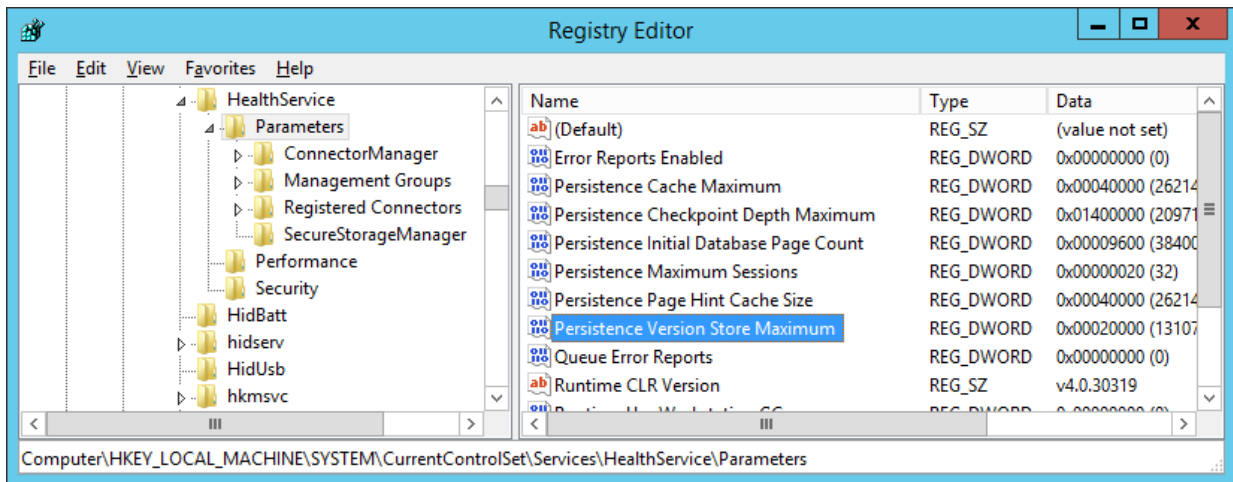 Registry Editor
File Edit View Favorites Help
HealthService
Parameters
ConnectorManager
Management Groups
Registered Connectors
SecureStorageManager
Performance
Security
HidBatt
hidserv
HidUsb
hkmsvc
Name Type Data
(Default) REG_SZ (value not set)
Error Reports Enabled REG_DWORD 0x00000000 (0)
Persistence Cache Maximum REG_DWORD 0x00040000 (26214
Persistence Checkpoint Depth Maximum REG_DWORD 0x01400000 (20971
Persistence Initial Database Page Count REG_DWORD 0x00009600 (38400
Persistence Maximum Sessions REG_DWORD 0x00000020 (32)
Persistence Page Hint Cache Size REG_DWORD 0x00040000 (26214
Persistence Version Store Maximum REG_DWORD 0x00020000 (13107
Queue Error Reports REG_DWORD 0x00000000 (0)
Runtime CLR Version REG_SZ v4.0.30319
Computer\HKEY_LOCAL_MACHINE\SYSTEM\CurrentControlSet\Services\HealthService\Parameters